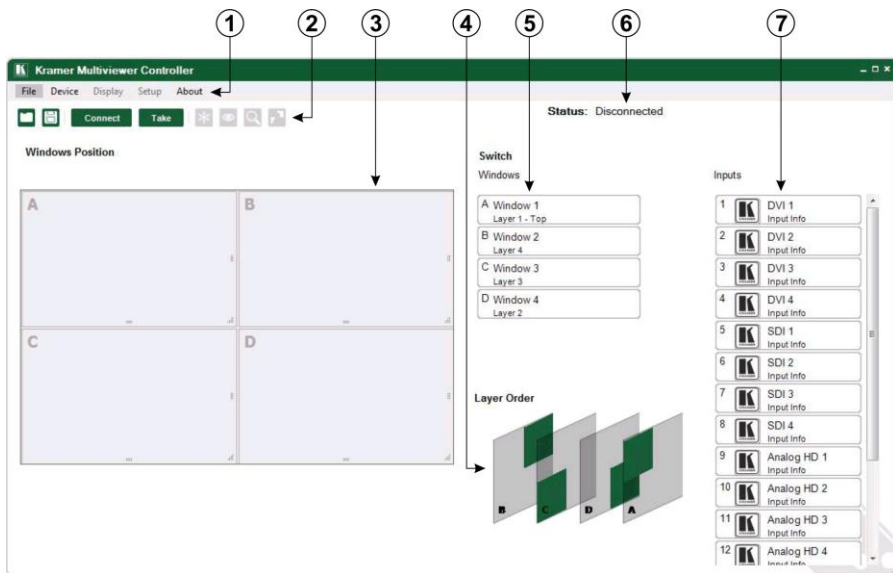 1 2 3 4 5 6 7
Kramer Multiviewer Controller
File Device Display Setup About
Connect Take
Status: Disconnected
Windows Position
A
B
C
D
Switch
Windows
A Window 1
Layer 1 - Top
B Window 2
Layer 4
C Window 3
Layer 3
D Window 4
Layer 2
Layer Order
B C D A
Inputs
1 DVI 1
Input Info
2 DVI 2
Input Info
3 DVI 3
Input Info
4 DVI 4
Input Info
5 SDI 1
Input Info
6 SDI 2
Input Info
7 SDI 3
Input Info
8 SDI 4
Input Info
9 Analog HD 1
Input Info
10 Analog HD 2
Input Info
11 Analog HD 3
Input Info
12 Analog HD 4
Input Info